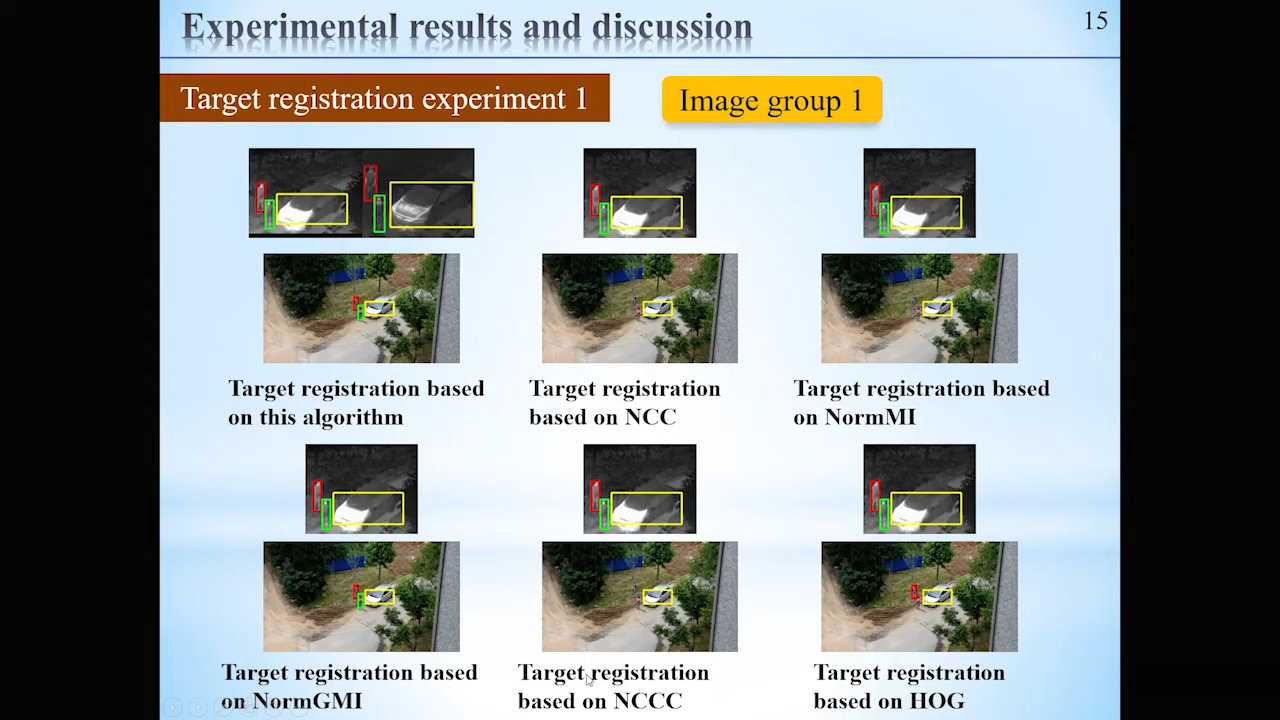 Experimental results and discussion
15
Target registration experiment 1
Image group 1
Target registration based
on this algorithm
Target registration
based on NCC
Target registration based
on NormMI
Target registration based
on NormGMI
Target registration
based on NCCC
Target registration
based on HOG